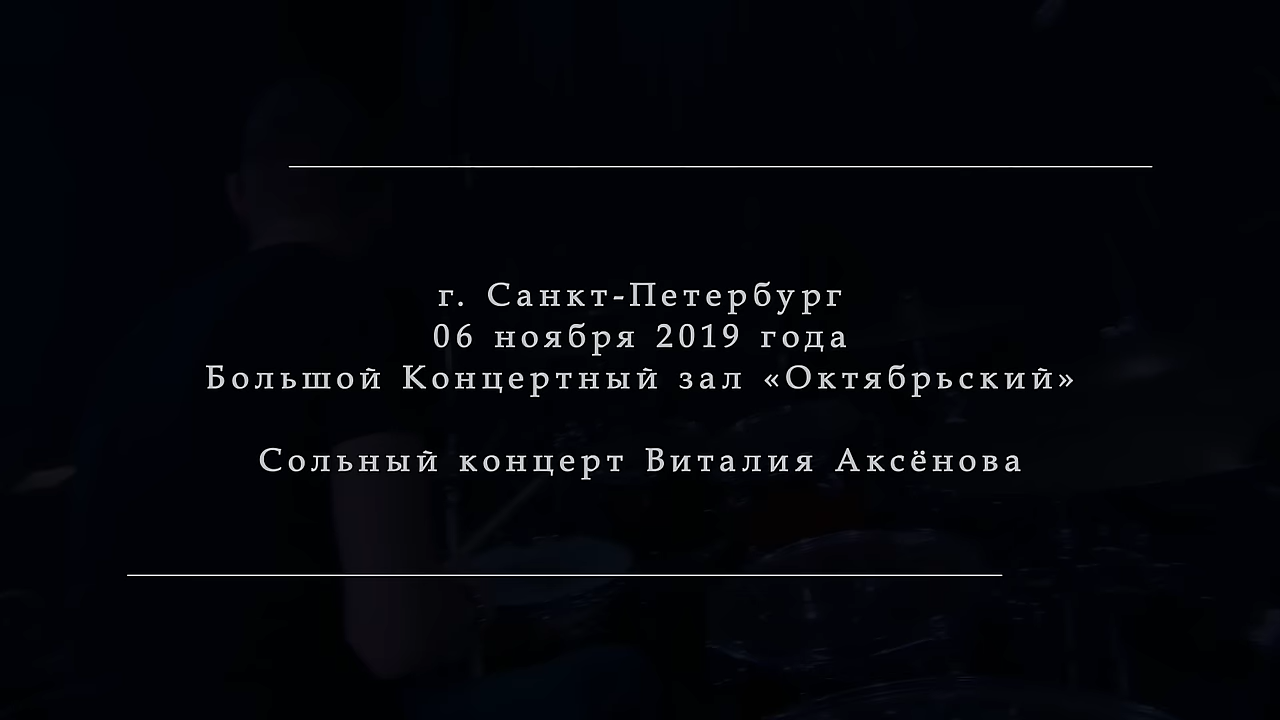 г. Санкт-Петербург
06 ноября 2019 года
Большой Концертный зал «Октябрьский»
Сольный концерт Виталия Аксёнова